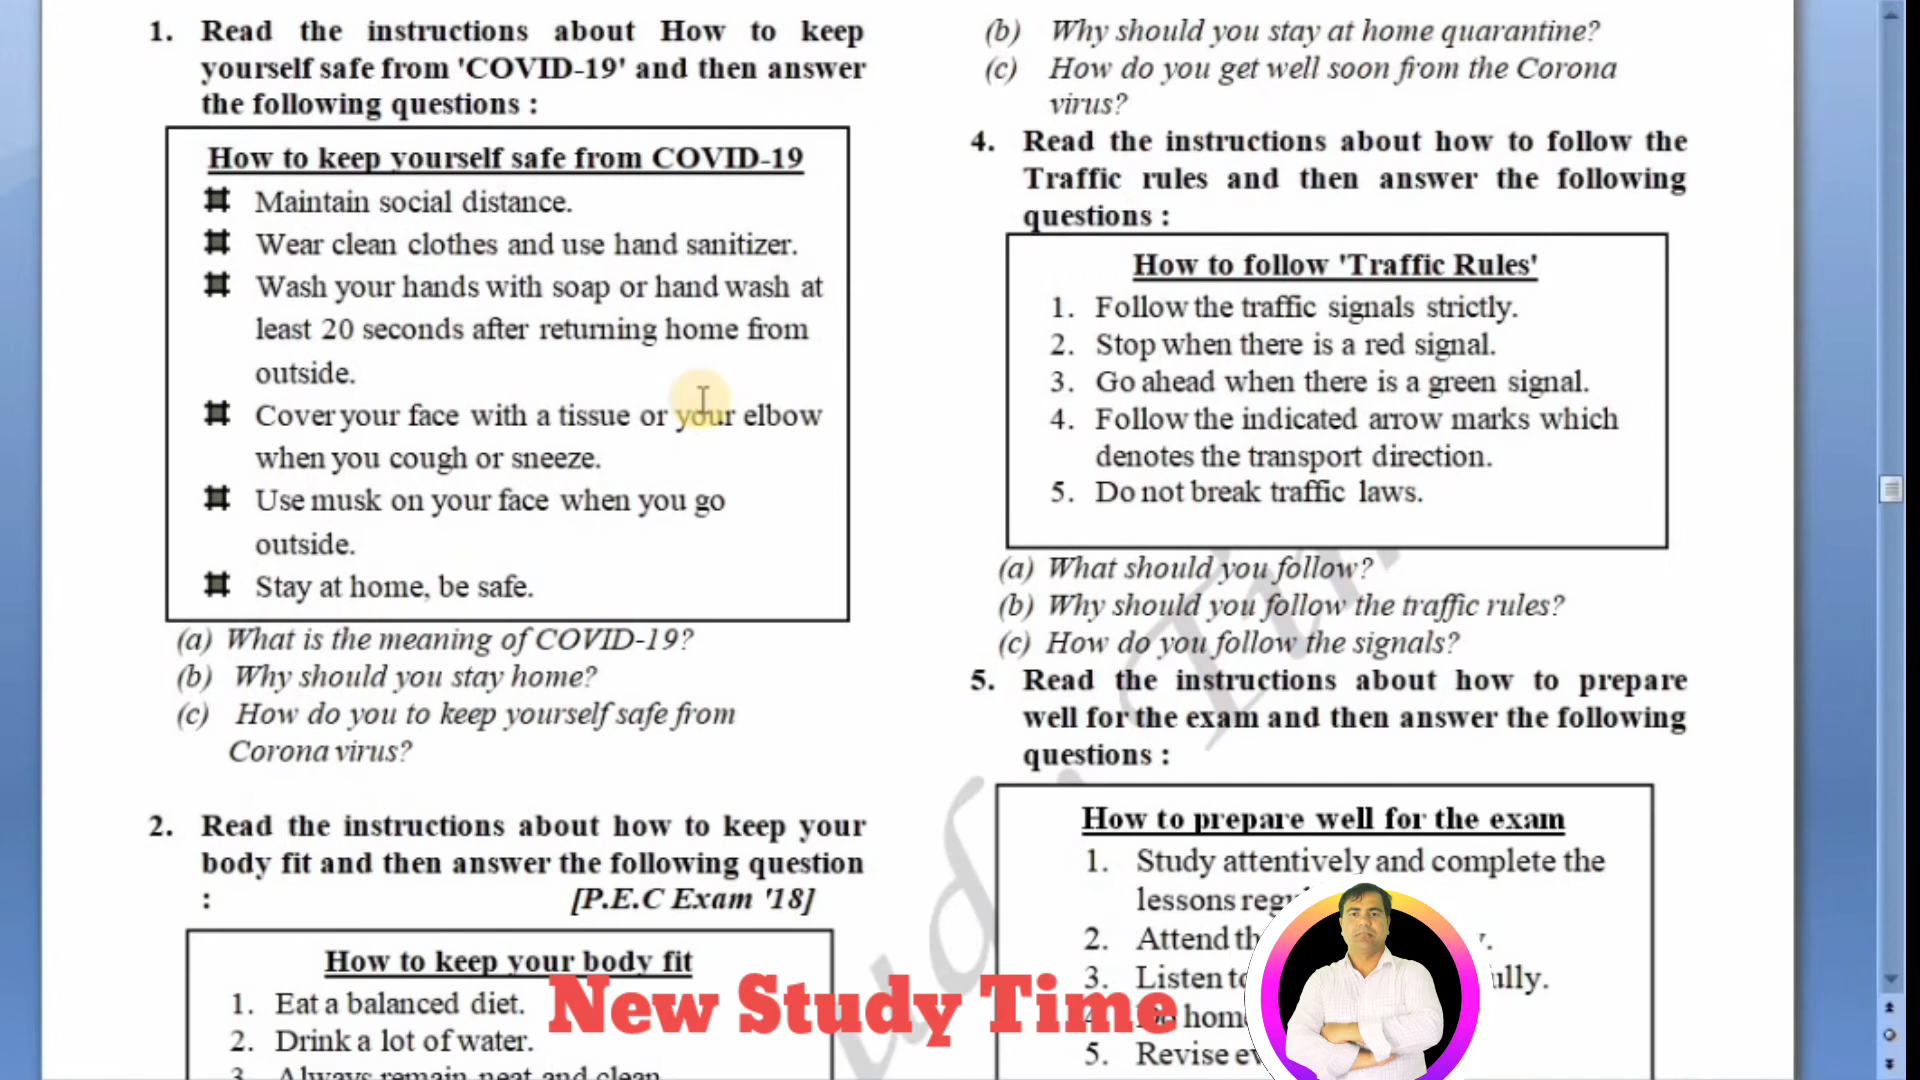 1. Read the instructions about How to keep
yourself safe from 'COVID-19' and then answer
the following questions :
How to keep yourself safe from COVID-19
Maintain social distance.
Wear clean clothes and use hand sanitizer.
Wash your hands with soap or hand wash at
least 20 seconds after returning home from
outside.
Cover your face with a tissue or your elbow
when you cough or sneeze.
Use musk on your face when you go
outside.
Stay at home, be safe.
(a) What is the meaning of COVID-19?
(b) Why should you stay home?
(c) How do you to keep yourself safe from
Corona virus?
2. Read the instructions about how to keep your
body fit and then answer the following question
: [P.E.C Exam '18]
How to keep your body fit
1. Eat a balanced diet.
2. Drink a lot of water.
3. Always remain neat and clean
(b) Why should you stay at home quarantine?
(c) How do you get well soon from the Corona
virus?
4. Read the instructions about how to follow the
Traffic rules and then answer the following
questions :
How to follow 'Traffic Rules'
1. Follow the traffic signals strictly.
2. Stop when there is a red signal.
3. Go ahead when there is a green signal.
4. Follow the indicated arrow marks which
denotes the transport direction.
5. Do not break traffic laws.
(a) What should you follow?
(b) Why should you follow the traffic rules?
(c) How do you follow the signals?
5. Read the instructions about how to prepare
well for the exam and then answer the following
questions :
How to prepare well for the exam
1. Study attentively and complete the
lessons
2. Attend
3. Listen
4.
5. Revise
New Study Time